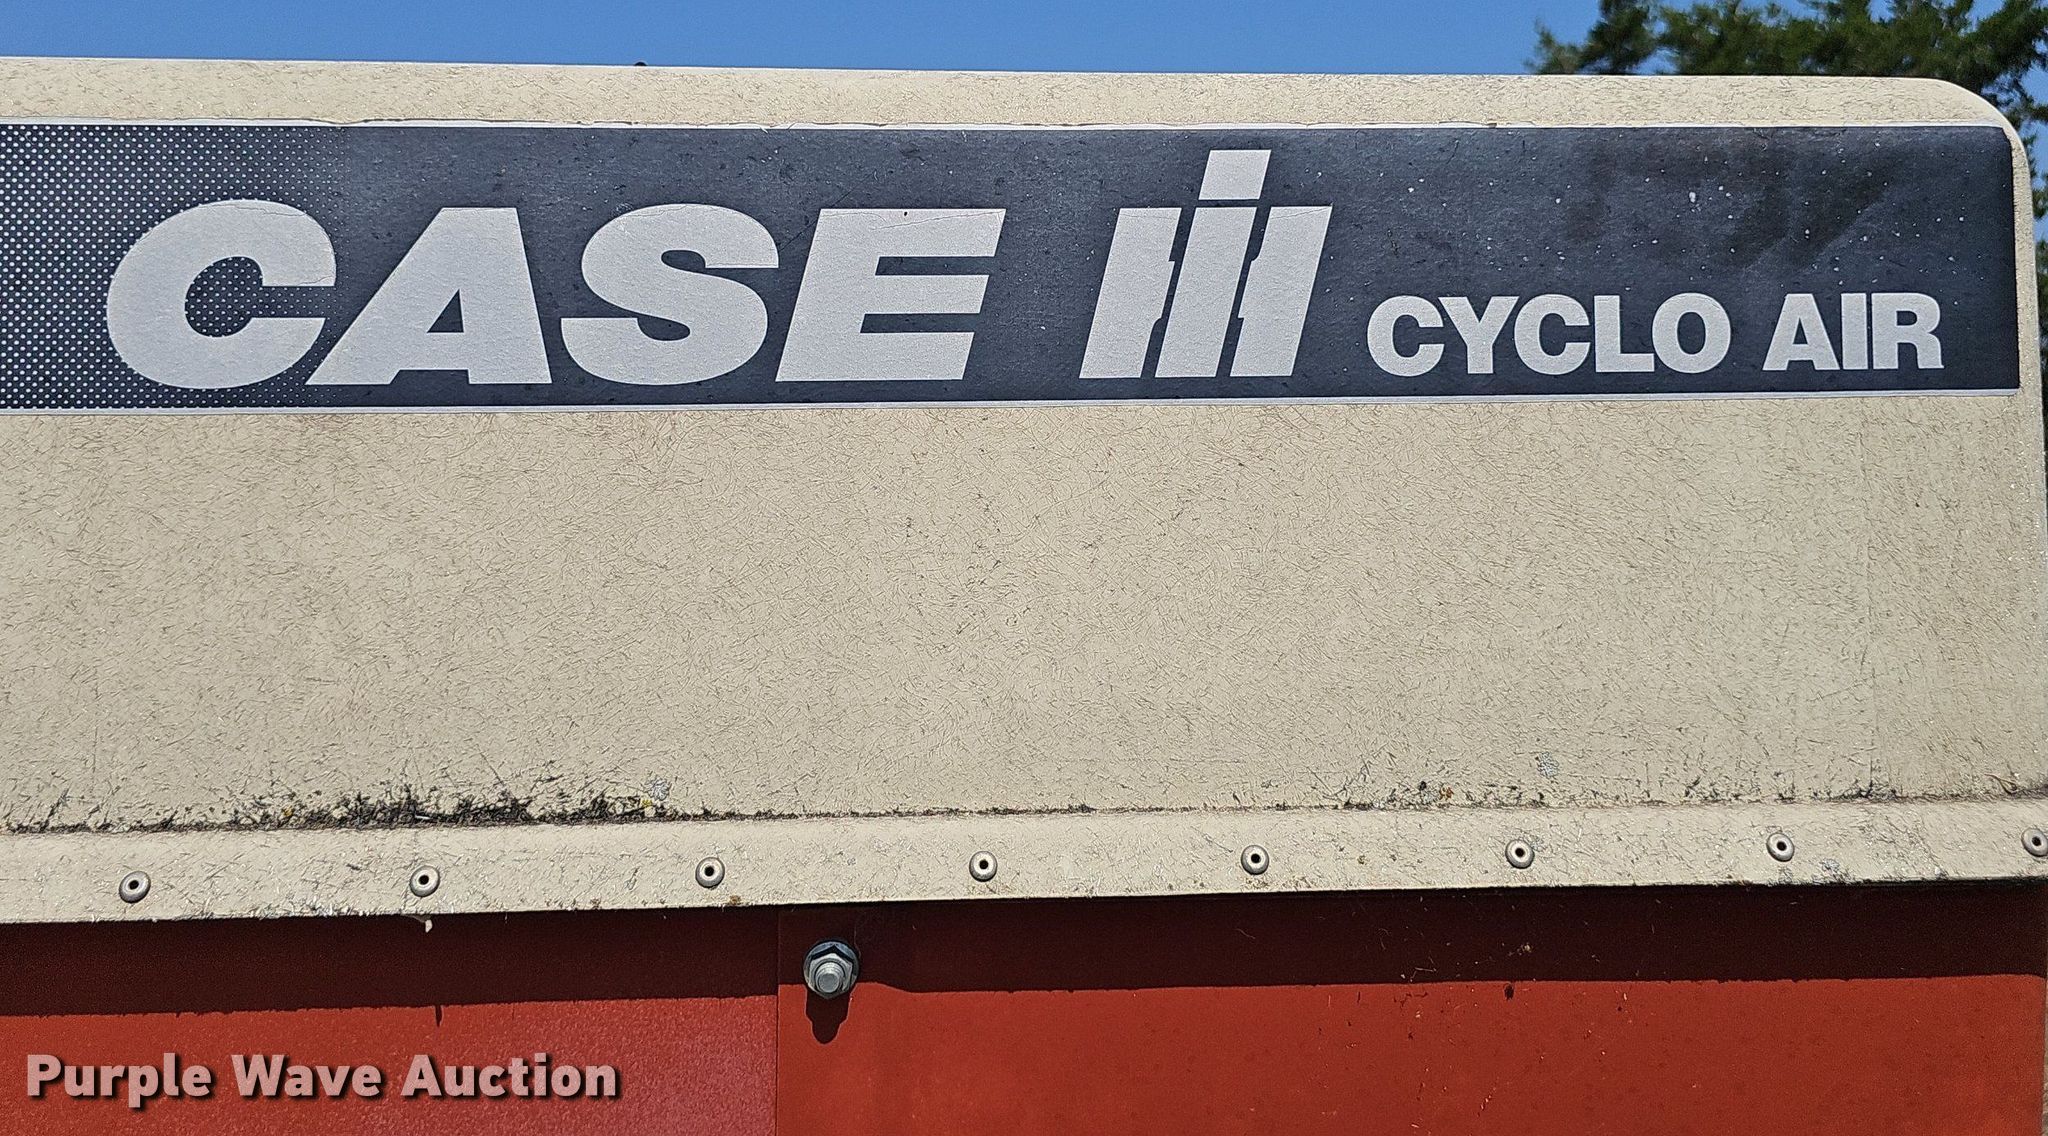 CASE IH CYCLO AIR
Purple Wave Auction